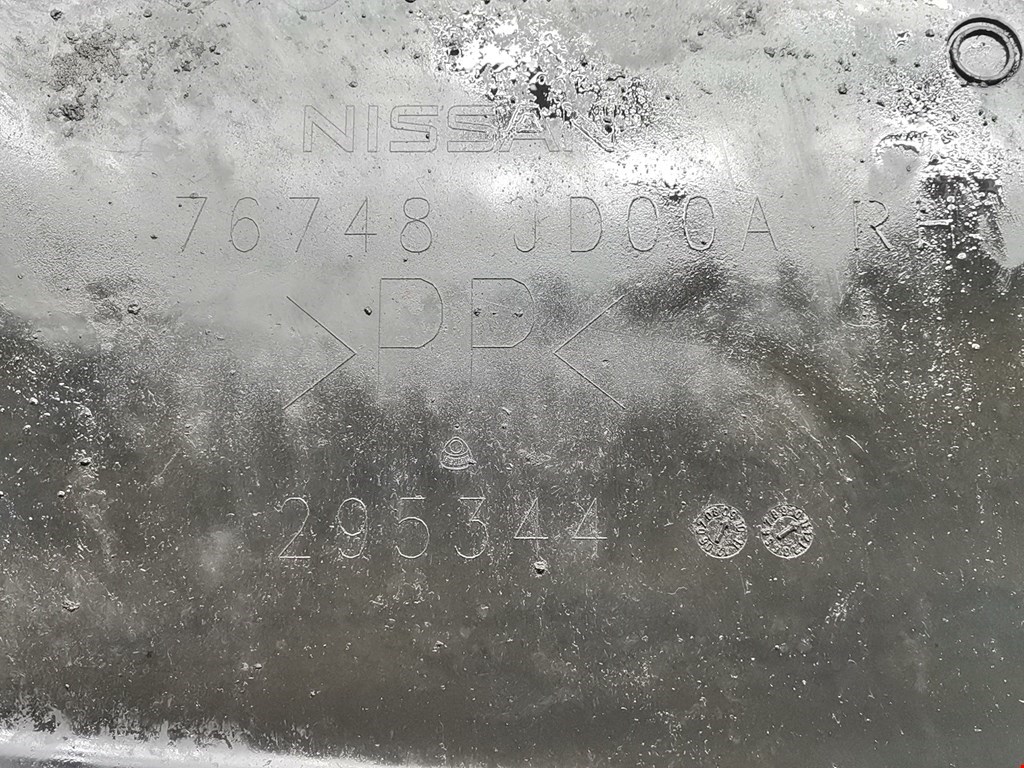 NISSAN
76748 JD00A RH
>PP<
295344